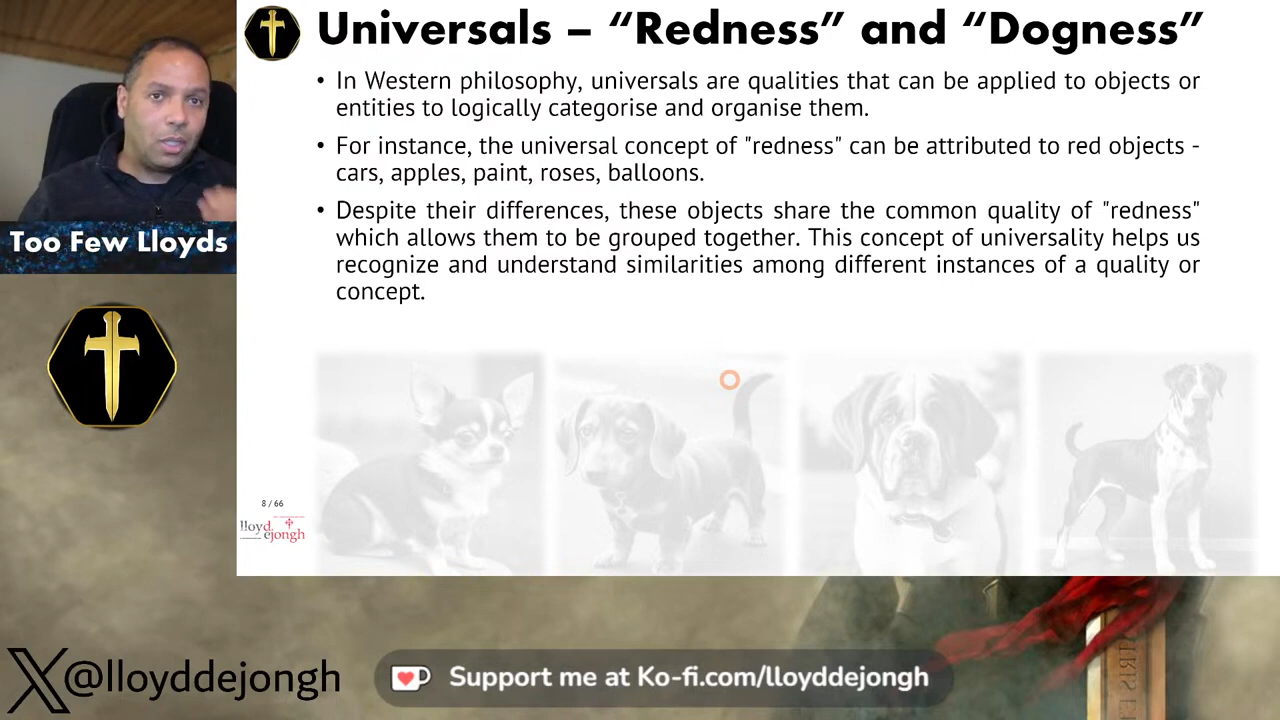 Universals – “Redness” and “Dogness”
• In Western philosophy, universals are qualities that can be applied to objects or
entities to logically categorise and organise them.
• For instance, the universal concept of "redness" can be attributed to red objects -
cars, apples, paint, roses, balloons.
• Despite their differences, these objects share the common quality of "redness"
which allows them to be grouped together. This concept of universality helps us
recognize and understand similarities among different instances of a quality or
concept.
Too Few Lloyds
8 / 66
lloyd
ejongh
X@lloyddejongh
Support me at Ko-fi.com/lloyddejongh